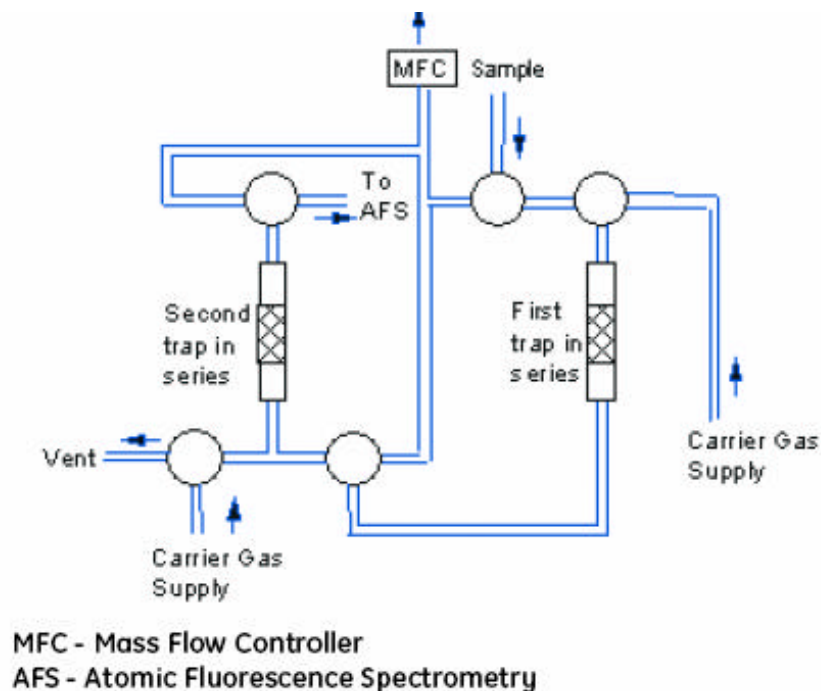 MFC
Sample
To
AFS
Second
trap in
series
First
trap in
series
Vent
Carrier Gas
Supply
Carrier Gas
Supply
MFC - Mass Flow Controller
AFS - Atomic Fluorescence Spectrometry